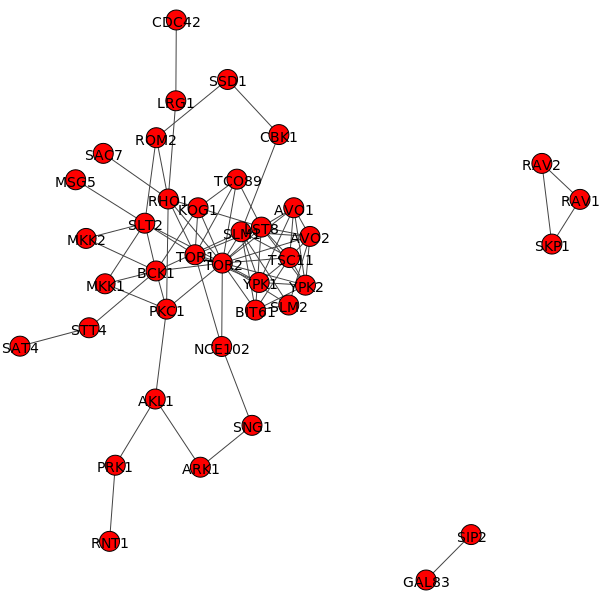 CDC42
SSD1
LRG1
CBK1
ROM2
SAC7
RAV2
MSG5
TCO89
RHO1
RAV1
KOG1
AVO1
SLT2
LST8
SLM1
AVO2
MKK2
SKP1
TOR1
TSC11
TOR2
BCK1
YPK1
MKK1
YPK2
SLM2
PKC1
BIT61
STT4
SAT4
NCE102
AKL1
SNG1
PRK1
ARK1
SIP2
RNT1
GAL83